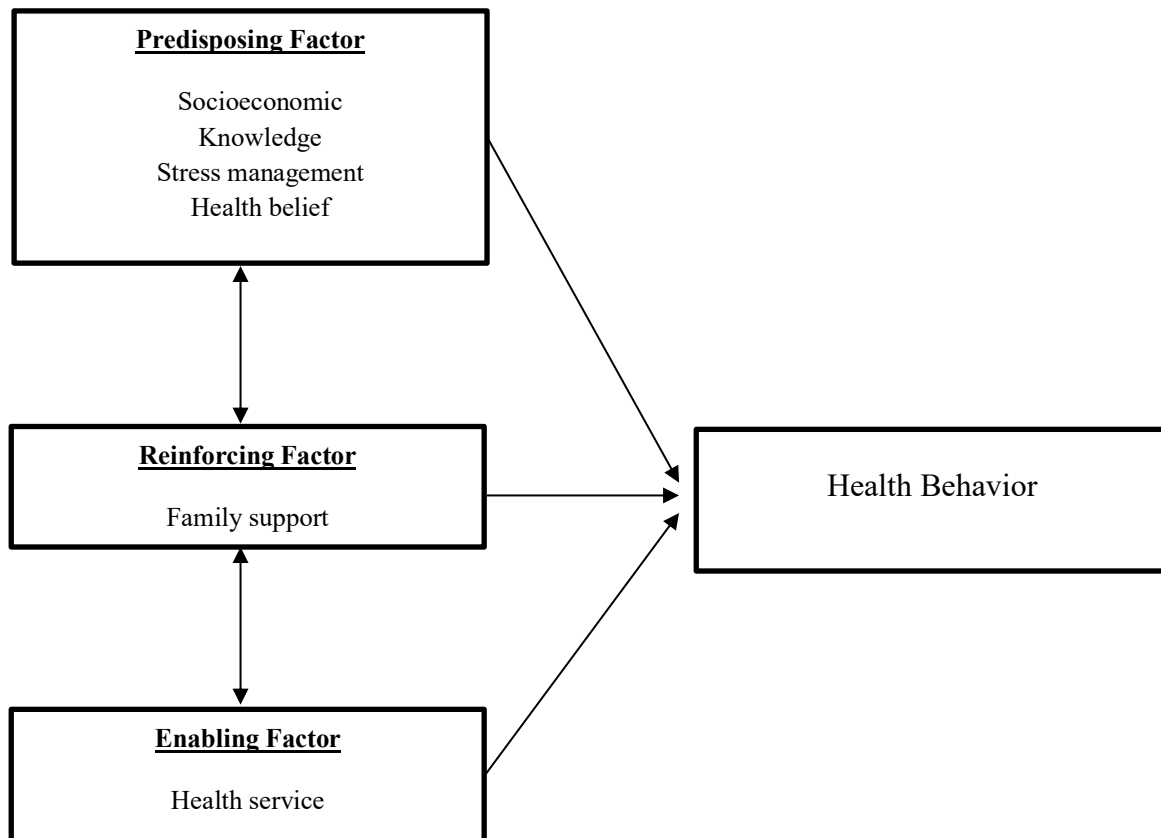 Predisposing Factor
Socioeconomic
Knowledge
Stress management
Health belief
Reinforcing Factor
Family support
Health Behavior
Enabling Factor
Health service